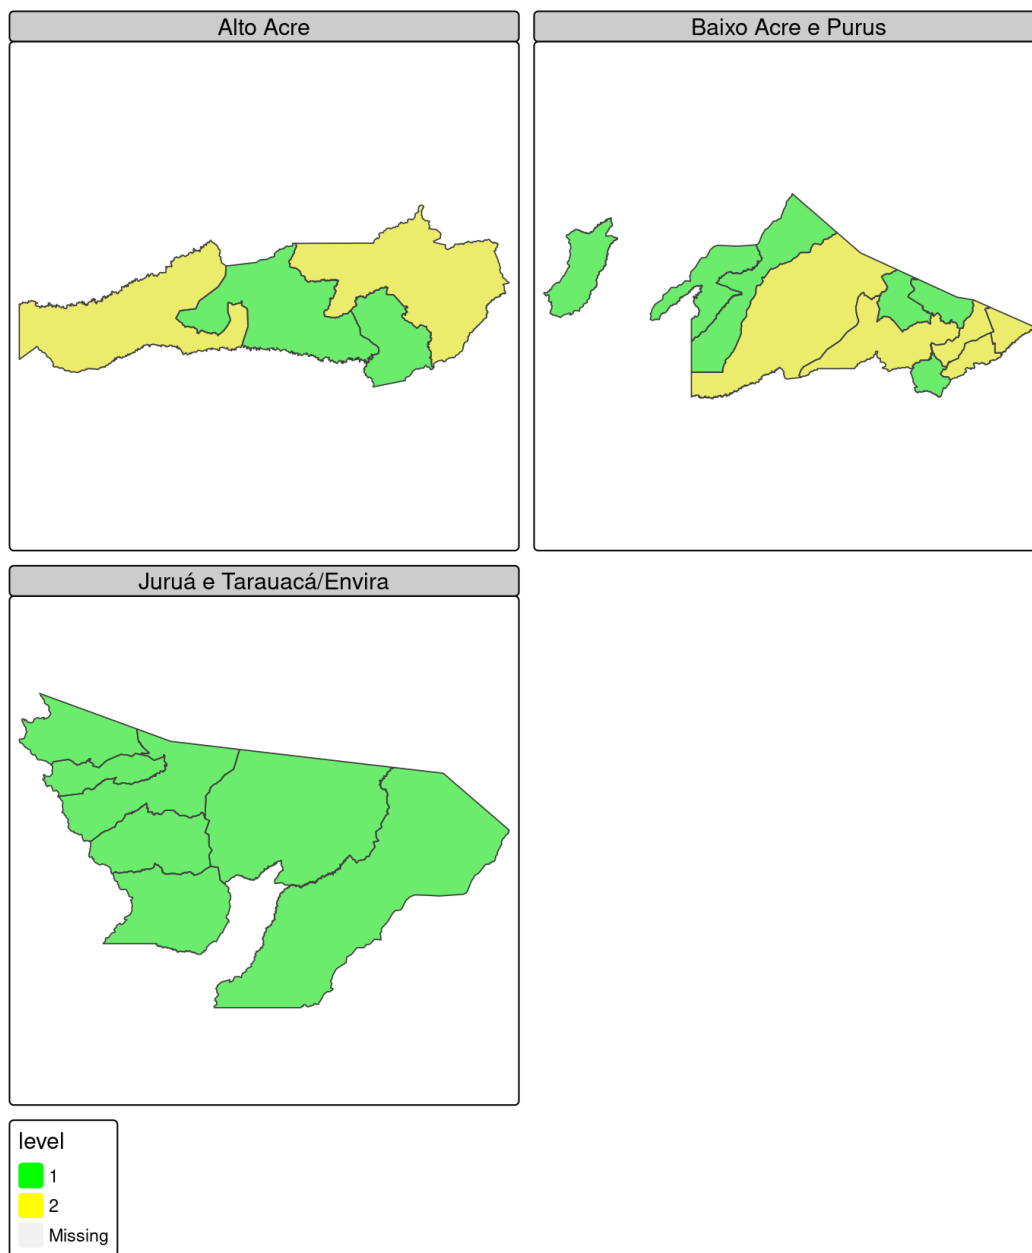 Alto Acre
Baixo Acre e Purus
Juruá e Tarauacá/Envira
level
1
2
Missing